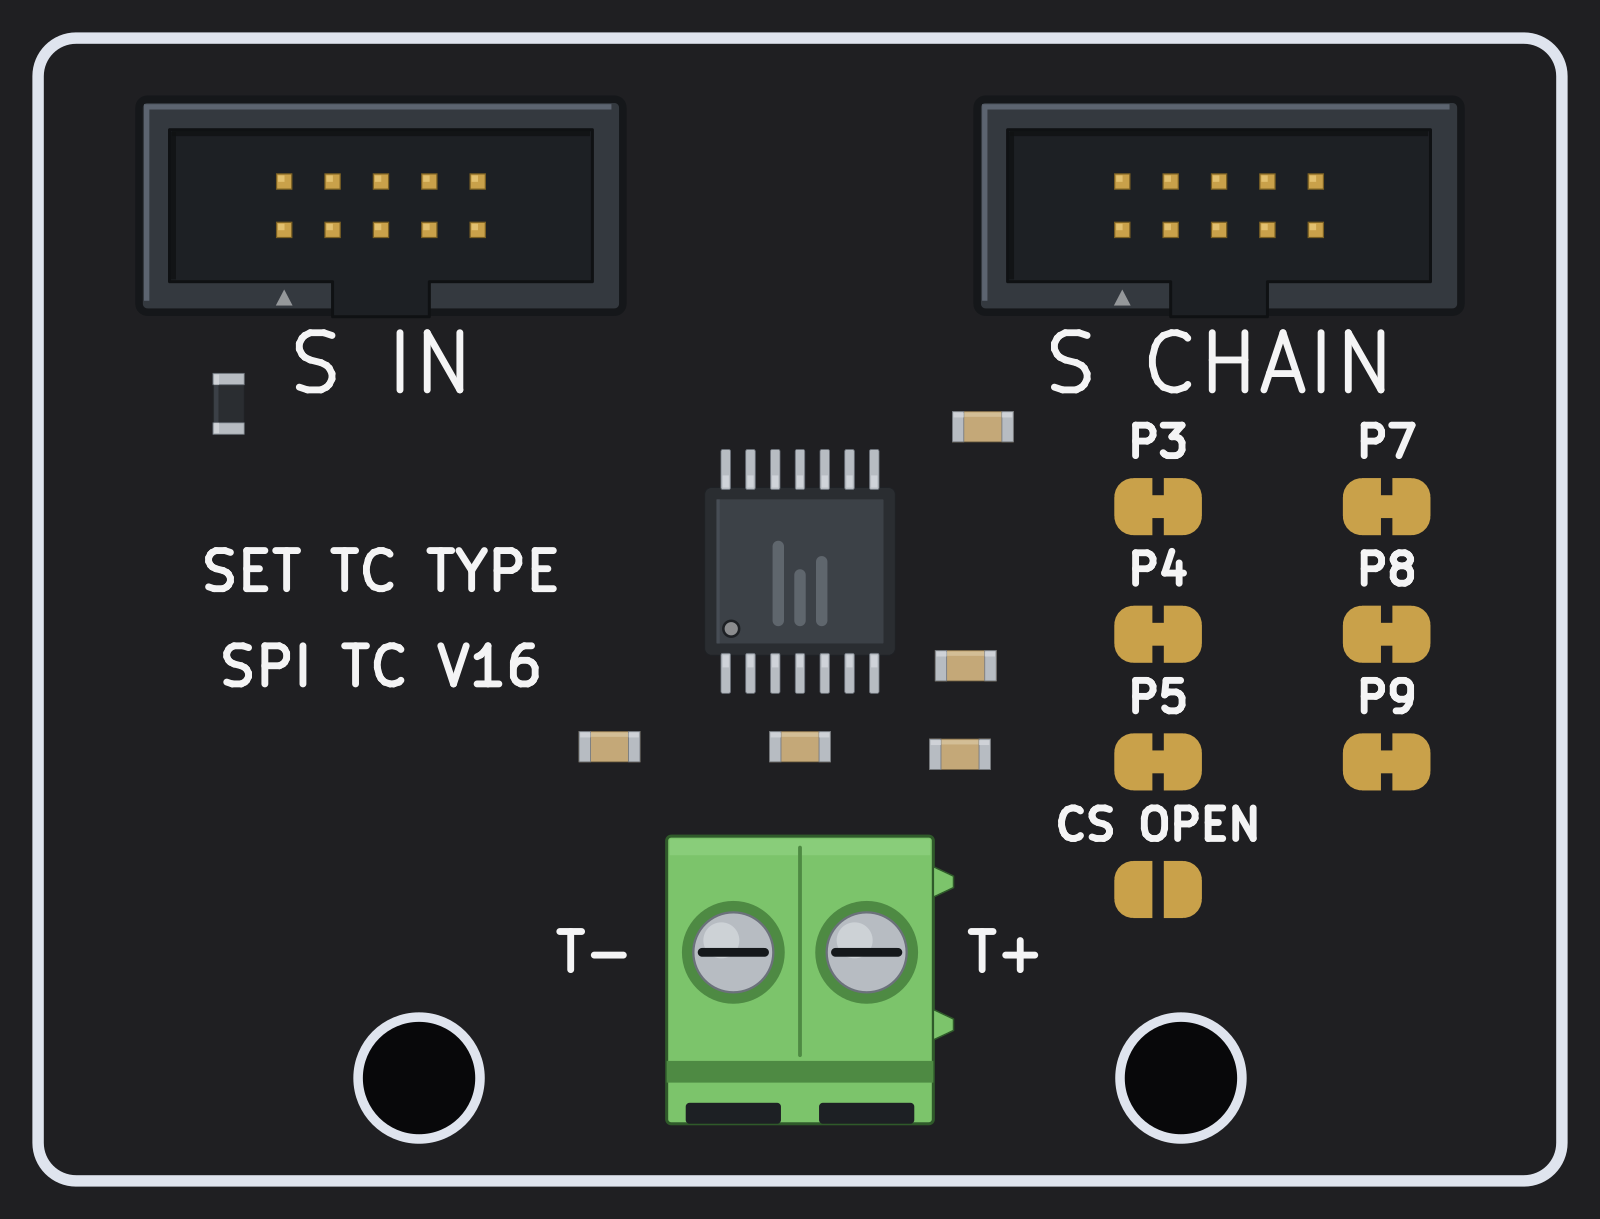 S IN
S CHAIN
P3
P7
SET TC TYPE
P4
P8
SPI TC V16
P5
P9
CS OPEN
T-
T+